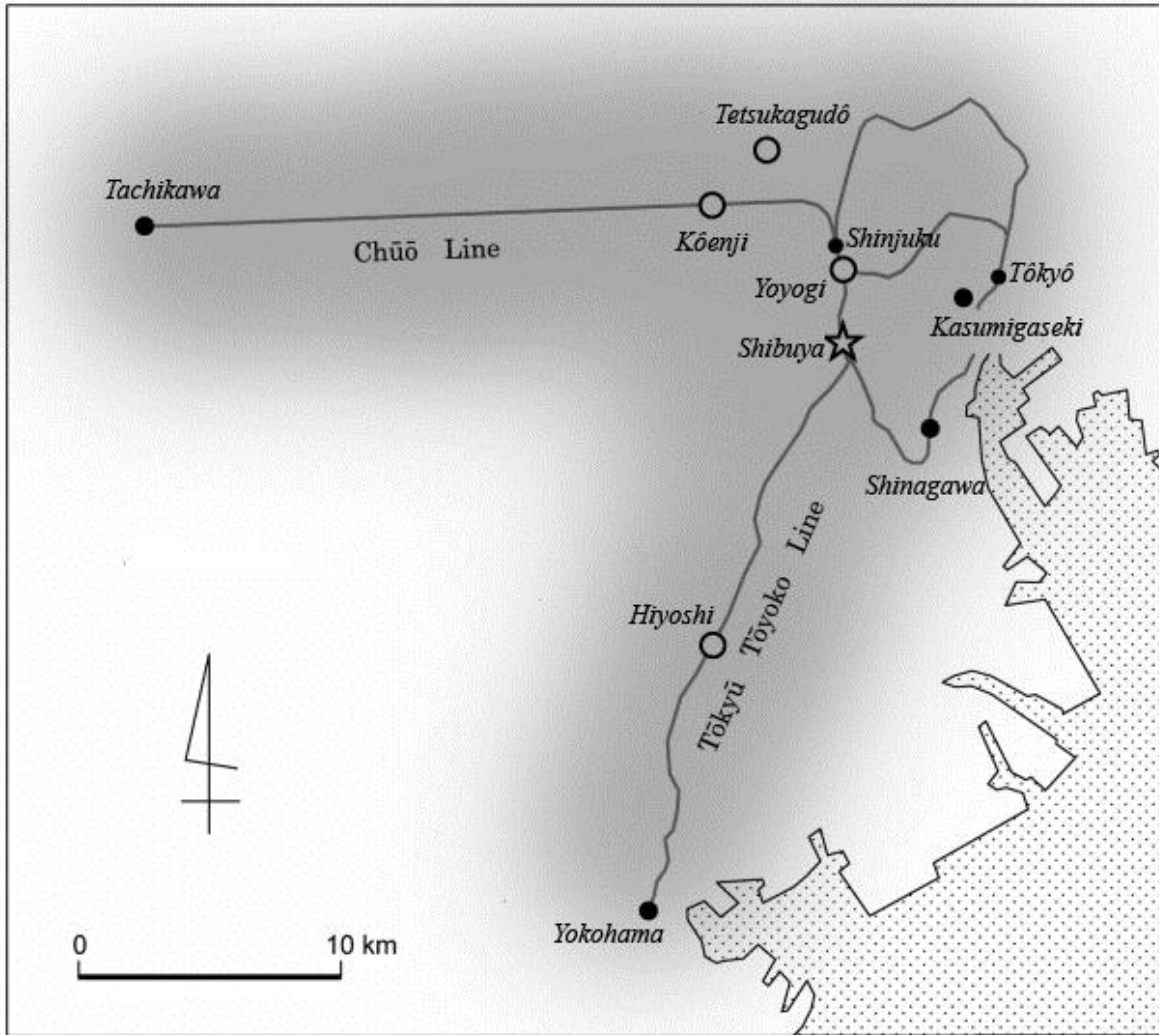 Tetsukagudô
Tachikawa
Kôenji
Chūō Line
Shinjuku
Yoyogi
Tôkyô
Kasumigaseki
Shibuya
Shinagawa
Hiyoshi
Tōkyū Tōyoko Line
Yokohama
0 10 km